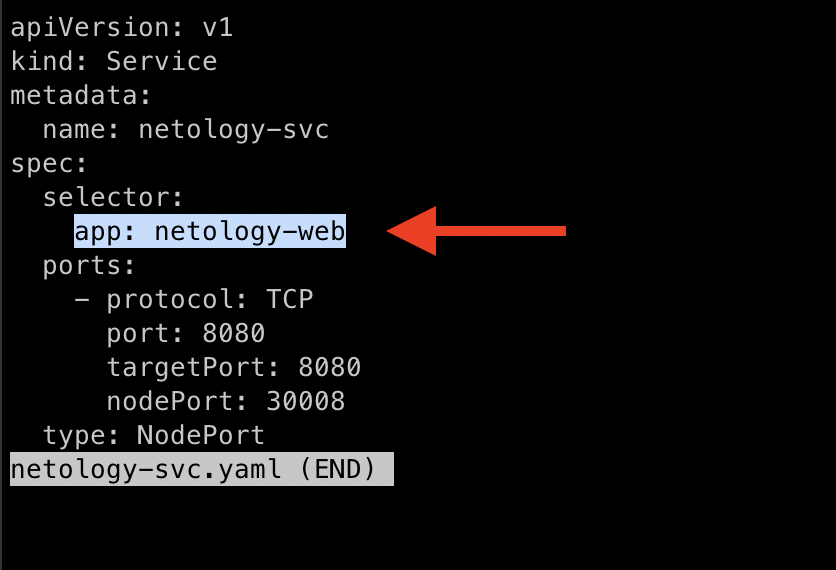 apiVersion: v1
kind: Service
metadata:
  name: netology-svc
spec:
  selector:
    app: netology-web
  ports:
    - protocol: TCP
      port: 8080
      targetPort: 8080
      nodePort: 30008
  type: NodePort
netology-svc.yaml (END)